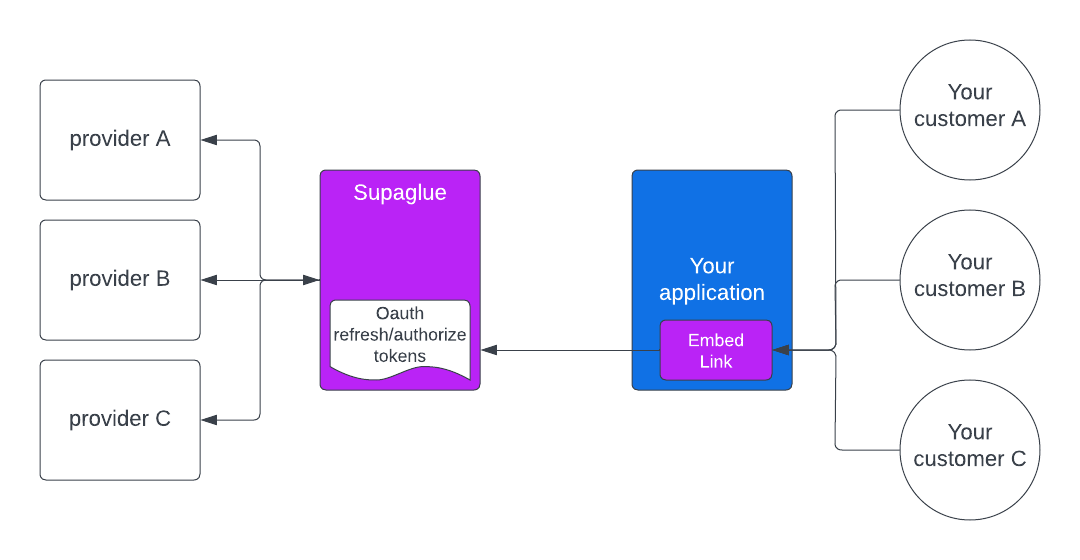 provider A
provider B
provider C
Supaglue
Oauth
refresh/authorize
tokens
Your
application
Embed
Link
Your
customer A
Your
customer B
Your
customer C